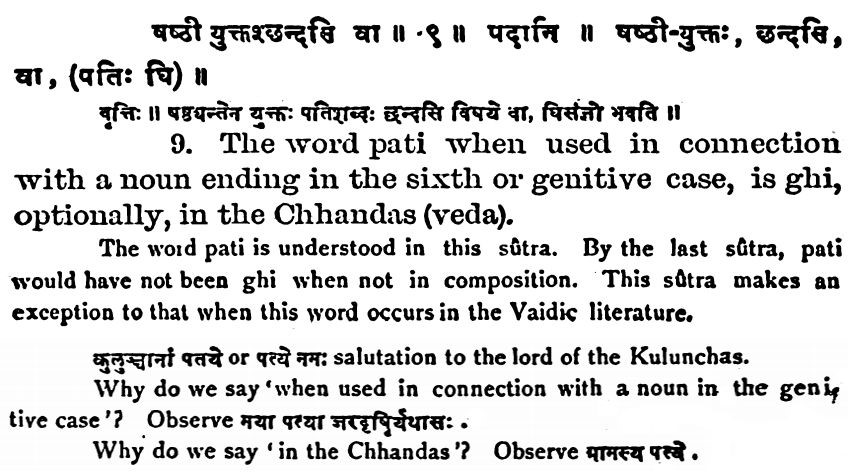 षष्ठी युक्तश्छन्दसि वा ॥ ९ ॥ पदानि ॥ षष्ठी-युक्तः, छन्दसि,
वा, (पतिः घि) ॥
वृत्तिः ॥ षष्ठ्यन्तेन युक्तः पतिशब्दः छन्दसि विषये वा, घिसंज्ञो भवति ॥
9. The word pati when used in connection
with a noun ending in the sixth or genitive case, is ghi,
optionally, in the Chhandas (veda).
The word pati is understood in this sûtra. By the last sûtra, pati
would have not been ghi when not in composition. This sûtra makes an
exception to that when this word occurs in the Vaidic literature.
कुलुञ्चानां पतये or पत्ये नमः salutation to the lord of the Kulunchas.
Why do we say 'when used in connection with a noun in the geni
tive case'? Observe मया पत्या जरदष्टिर्यथासः .
Why do we say 'in the Chhandas'? Observe ग्रामस्य पत्ये .